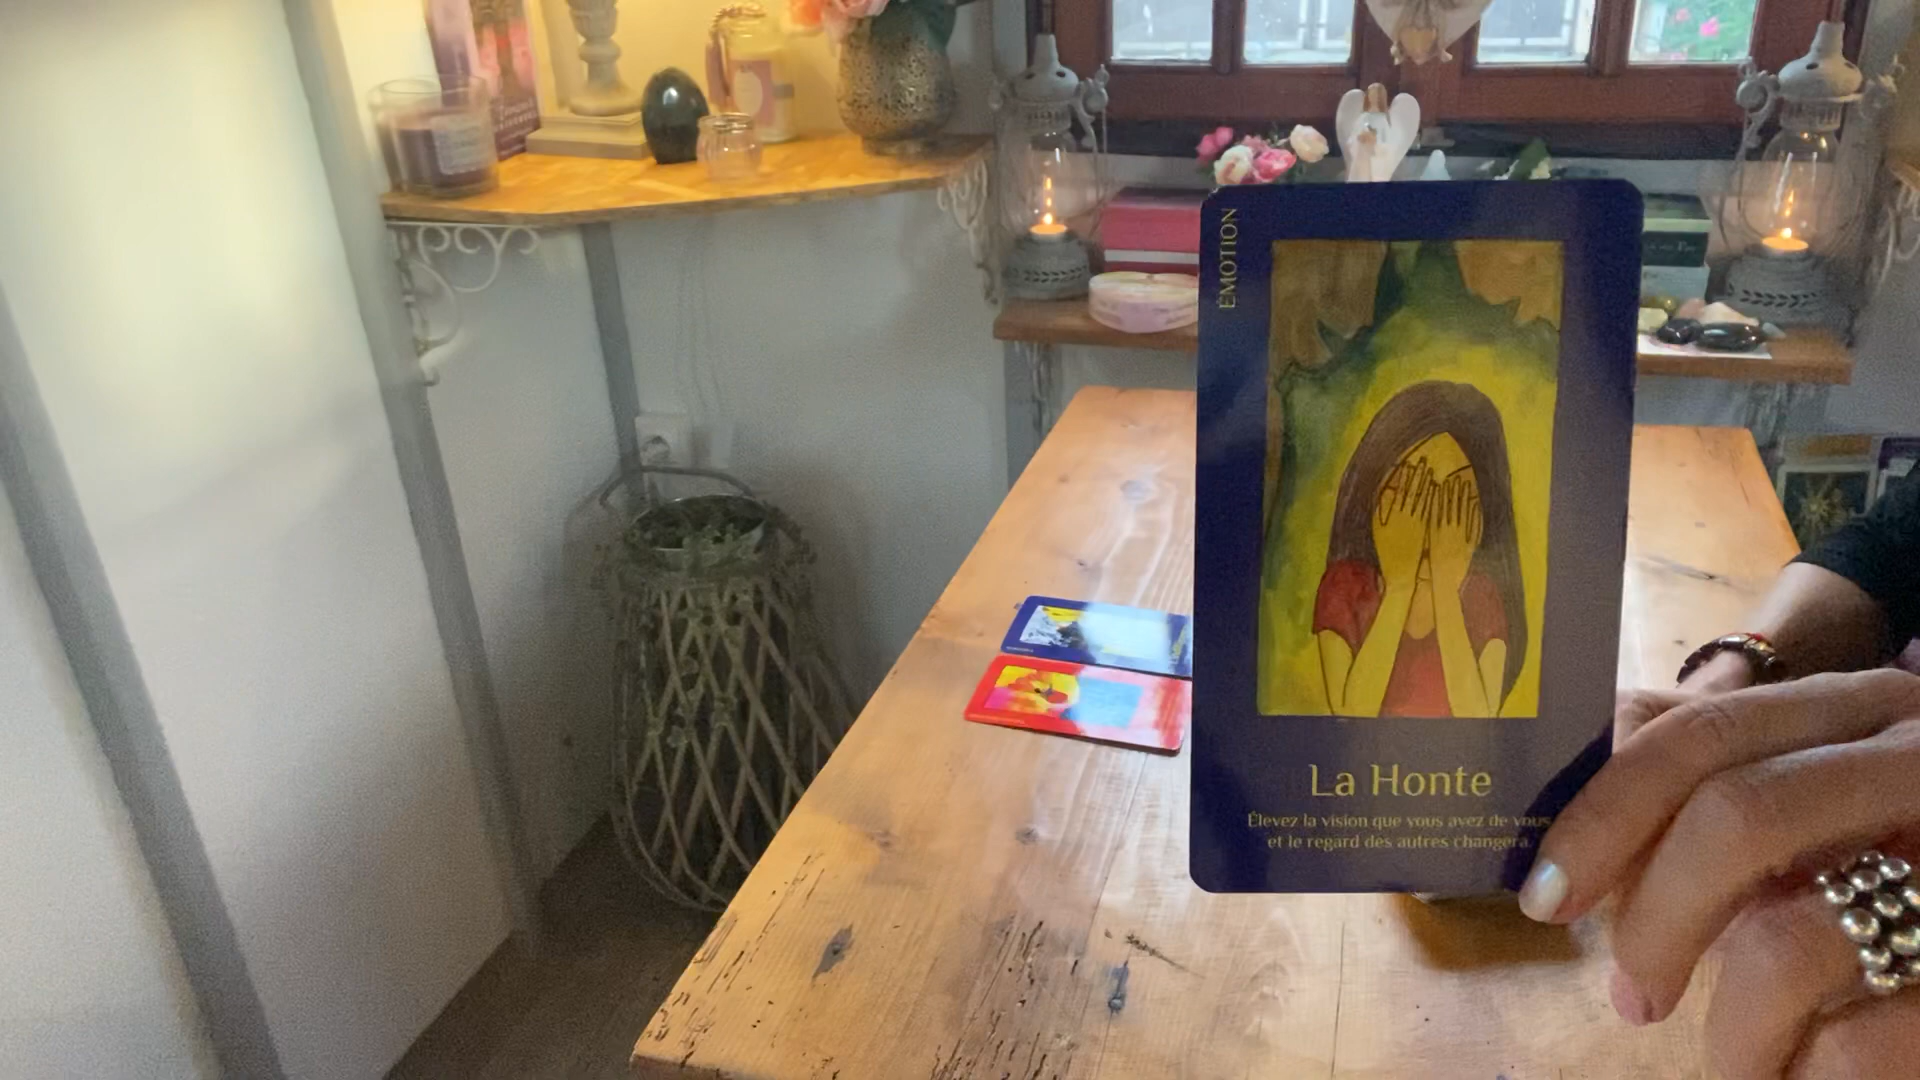 ÉMOTION
La Honte
Élevez la vision que vous avez de vous
et le regard des autres changera.